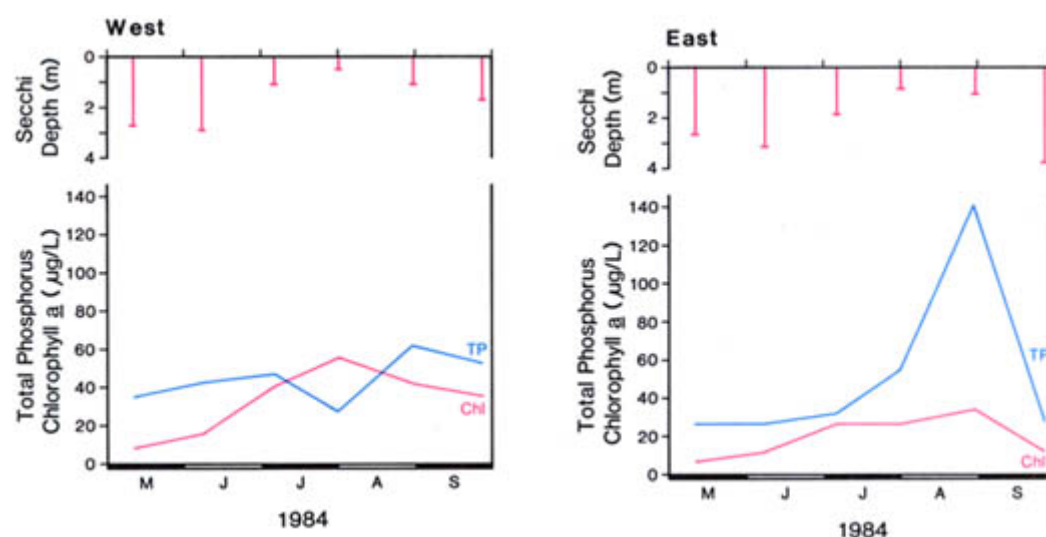 West
Secchi
Depth (m)
0
2
4
Total Phosphorus
Chlorophyll a (µg/L)
140
120
100
80
60
40
20
0
TP
Chl
M J J A S
1984
East
Secchi
Depth (m)
0
2
4
Total Phosphorus
Chlorophyll a (µg/L)
140
120
100
80
60
40
20
0
TP
Chl
M J J A S
1984